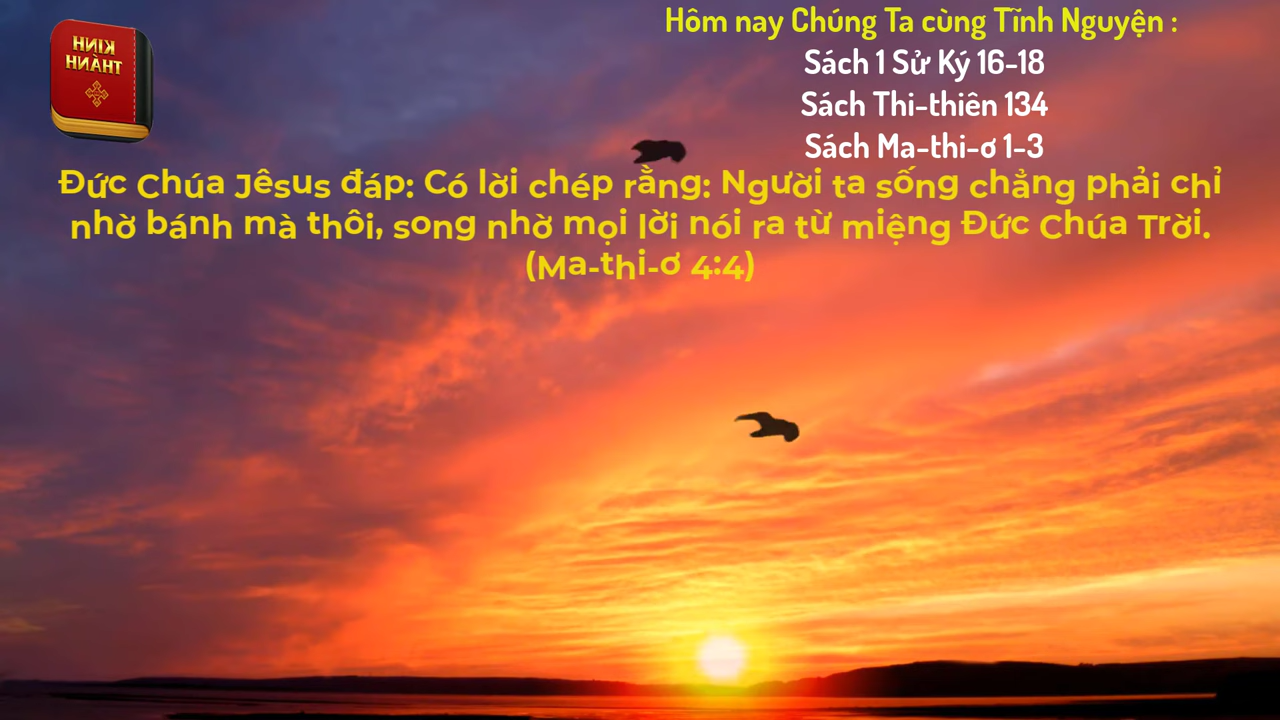 KINH
THÁNH
Hôm nay Chúng Ta cùng Tĩnh Nguyện :
Sách 1 Sử Ký 16-18
Sách Thi-thiên 134
Sách Ma-thi-ơ 1-3
Đức Chúa Jêsus đáp: Có lời chép rằng: Người ta sống chẳng phải chỉ
nhờ bánh mà thôi, song nhờ mọi lời nói ra từ miệng Đức Chúa Trời.
(Ma-thi-ơ 4:4)